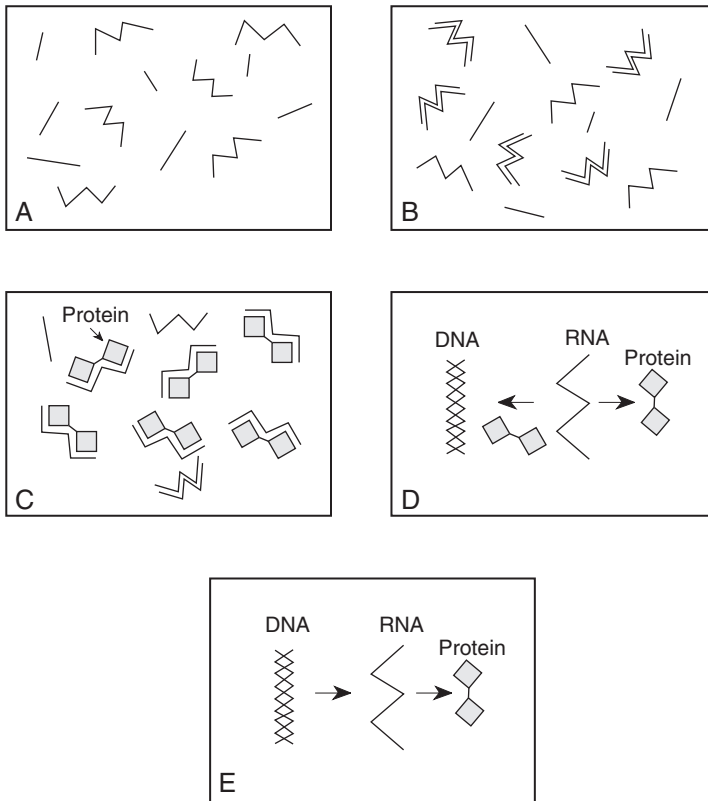 A
B
Protein
C
DNA
RNA
Protein
D
DNA
RNA
Protein
E